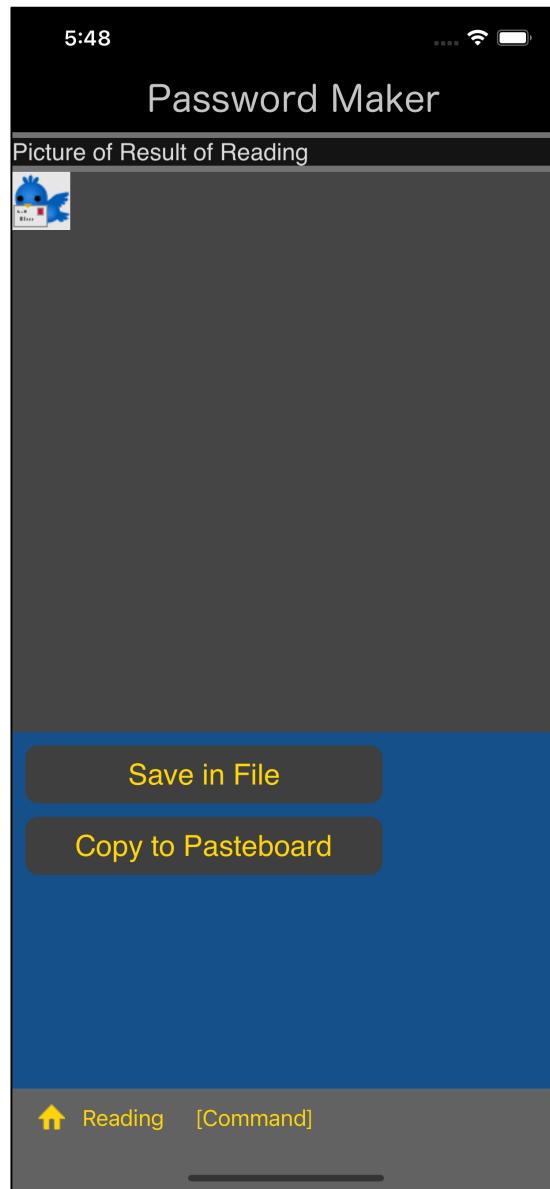 5:48
Password Maker
Picture of Result of Reading
Save in File
Copy to Pasteboard
Reading [Command]